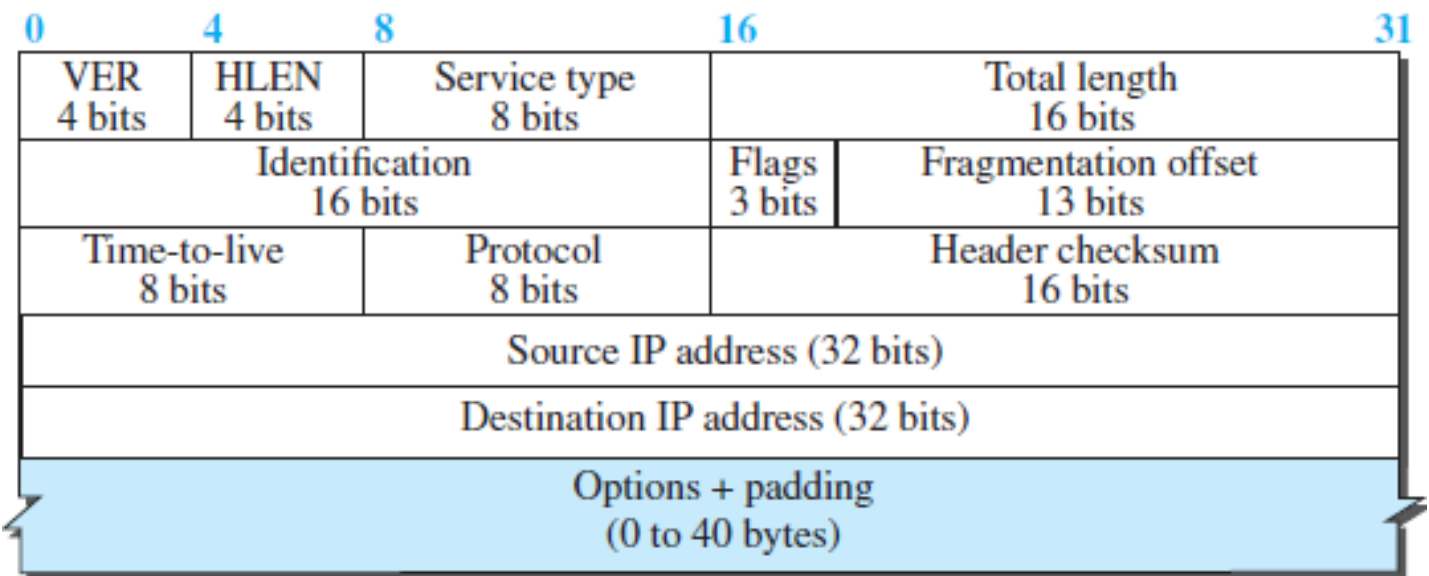 0 4 8 16 31
VER HLEN Service type Total length
4 bits 4 bits 8 bits 16 bits
Identification Flags Fragmentation offset
16 bits 3 bits 13 bits
Time-to-live Protocol Header checksum
8 bits 8 bits 16 bits
Source IP address (32 bits)
Destination IP address (32 bits)
Options + padding
(0 to 40 bytes)